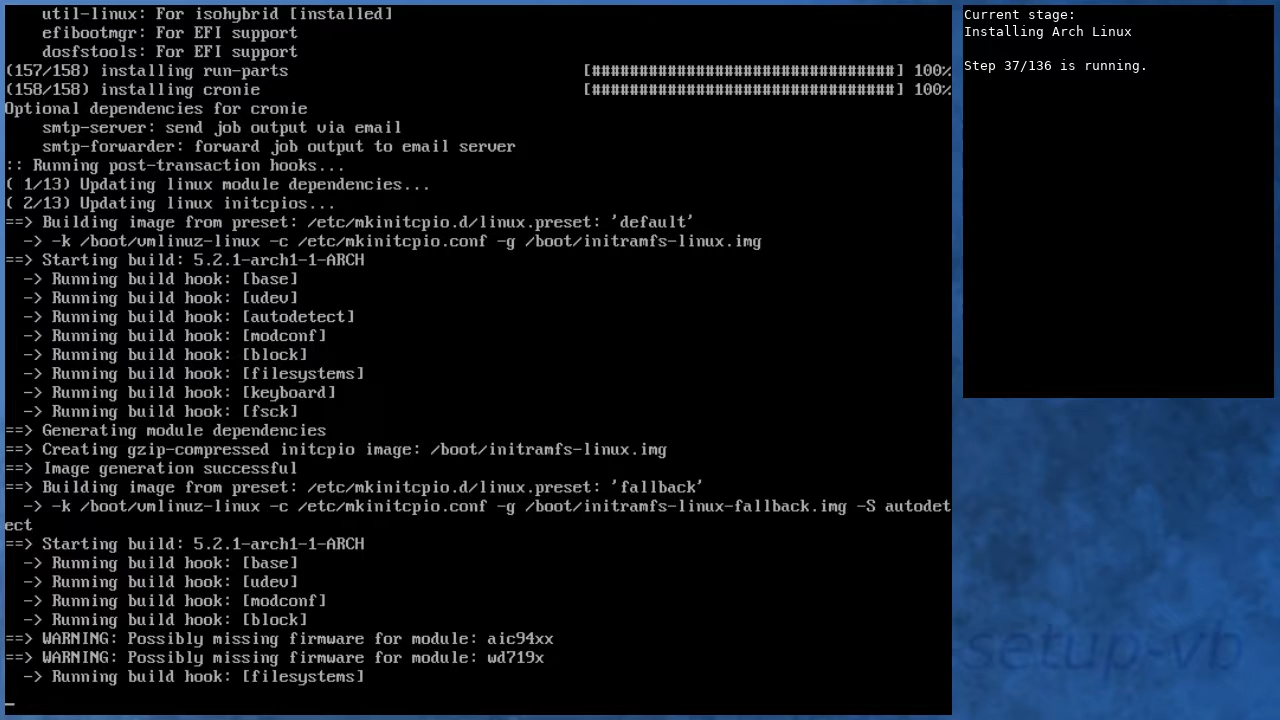 util-linux: For isohybrid [installed]
efibootmgr: For EFI support
dosfstools: For EFI support
(157/158) installing run-parts [################################] 100%
(158/158) installing cronie [################################] 100%
Optional dependencies for cronie
smtp-server: send job output via email
smtp-forwarder: forward job output to email server
:: Running post-transaction hooks...
( 1/13) Updating linux module dependencies...
( 2/13) Updating linux initcpios...
==> Building image from preset: /etc/mkinitcpio.d/linux.preset: 'default'
-> -k /boot/vmlinuz-linux -c /etc/mkinitcpio.conf -g /boot/initramfs-linux.img
==> Starting build: 5.2.1-arch1-1-ARCH
-> Running build hook: [base]
-> Running build hook: [udev]
-> Running build hook: [autodetect]
-> Running build hook: [modconf]
-> Running build hook: [block]
-> Running build hook: [filesystems]
-> Running build hook: [keyboard]
-> Running build hook: [fsck]
==> Generating module dependencies
==> Creating gzip-compressed initcpio image: /boot/initramfs-linux.img
==> Image generation successful
==> Building image from preset: /etc/mkinitcpio.d/linux.preset: 'fallback'
-> -k /boot/vmlinuz-linux -c /etc/mkinitcpio.conf -g /boot/initramfs-linux-fallback.img -S autodet
ect
==> Starting build: 5.2.1-arch1-1-ARCH
-> Running build hook: [base]
-> Running build hook: [udev]
-> Running build hook: [modconf]
-> Running build hook: [block]
==> WARNING: Possibly missing firmware for module: aic94xx
==> WARNING: Possibly missing firmware for module: wd719x
-> Running build hook: [filesystems]
_
Current stage:
Installing Arch Linux
Step 37/136 is running.
setup-vb